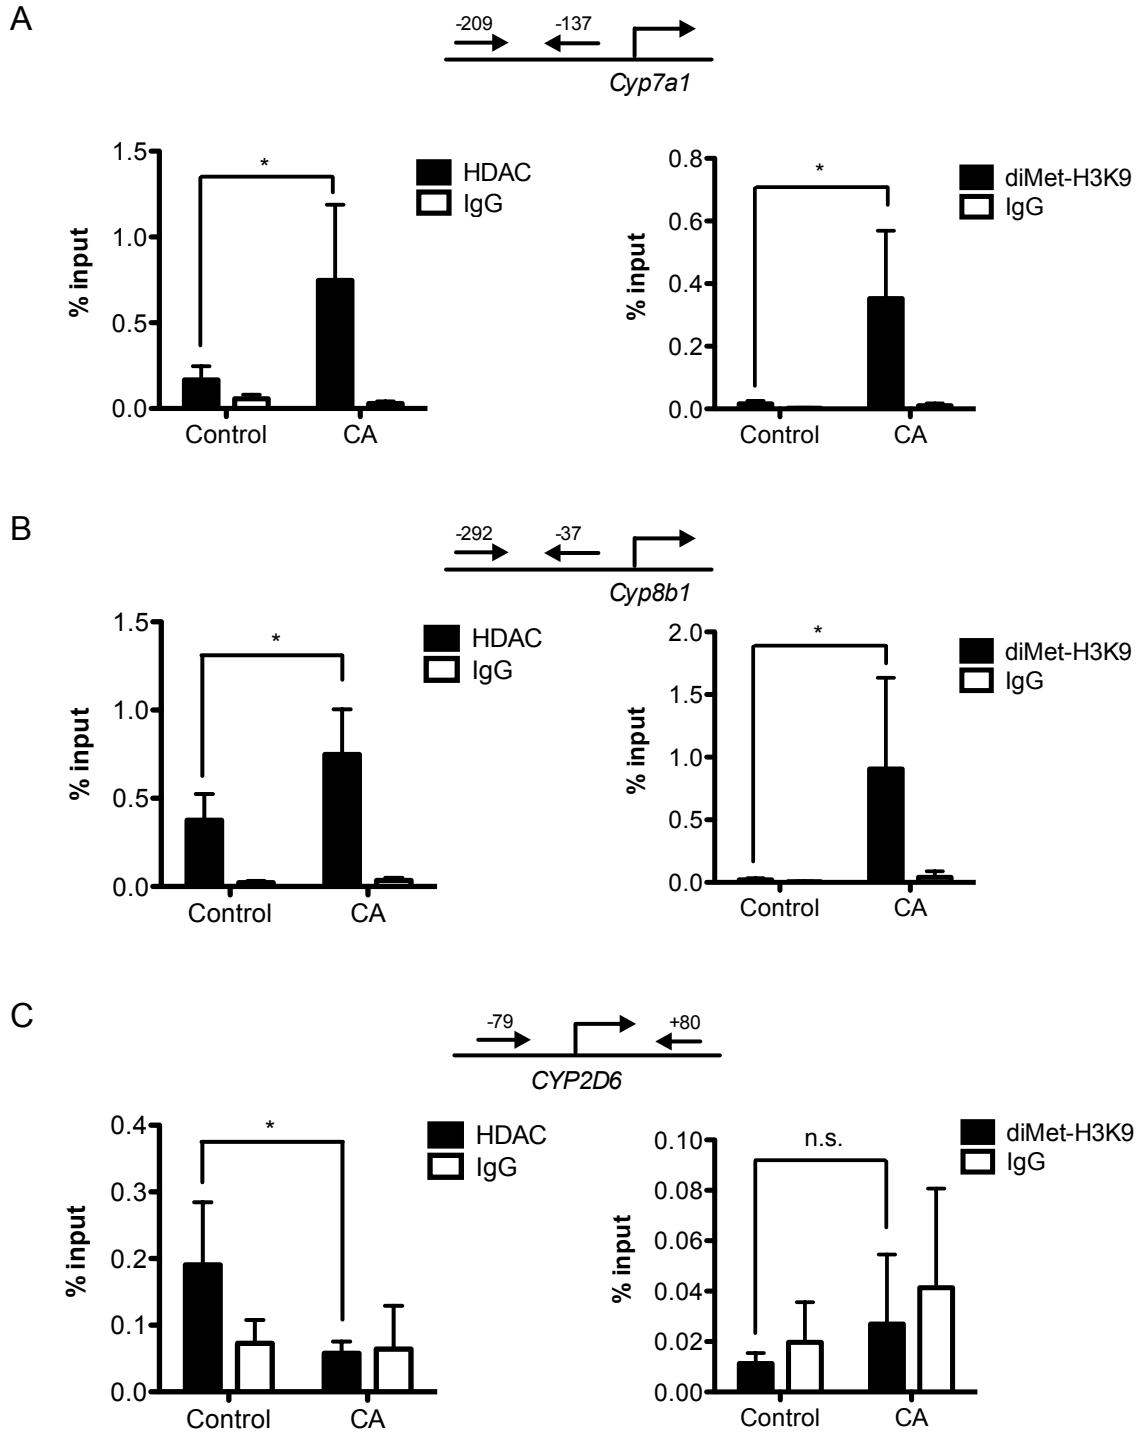 A
-209 -137
Cyp7a1
1.5
1.0
0.5
0.0
% input
*
HDAC
IgG
Control CA
0.8
0.6
0.4
0.2
0.0
% input
*
diMet-H3K9
IgG
Control CA
B
-292 -37
Cyp8b1
1.5
1.0
0.5
0.0
% input
*
HDAC
IgG
Control CA
2.0
1.5
1.0
0.5
0.0
% input
*
diMet-H3K9
IgG
Control CA
C
-79 +80
CYP2D6
0.4
0.3
0.2
0.1
0.0
% input
*
HDAC
IgG
Control CA
0.10
0.08
0.06
0.04
0.02
0.00
% input
n.s.
diMet-H3K9
IgG
Control CA